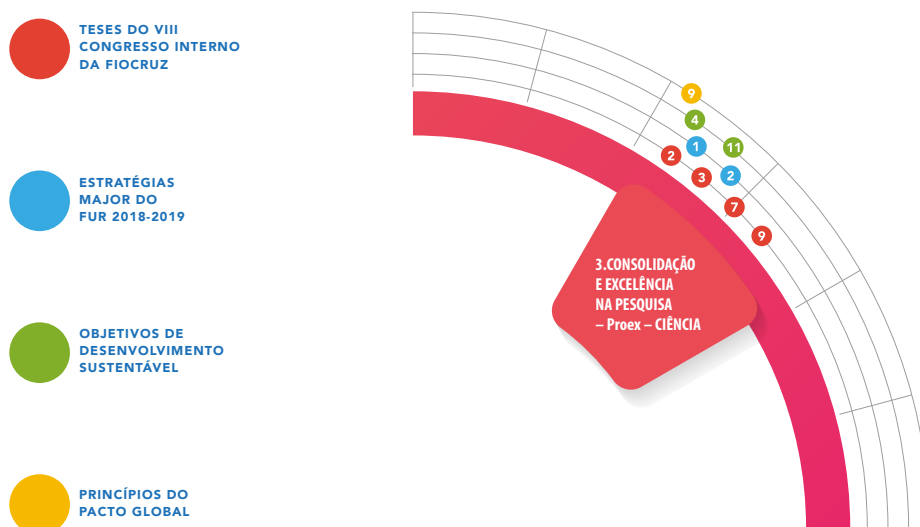 TESES DO VIII
CONGRESSO INTERNO
DA FIOCRUZ
ESTRATÉGIAS
MAJOR DO
FUR 2018-2019
OBJETIVOS DE
DESENVOLVIMENTO
SUSTENTÁVEL
PRINCÍPIOS DO
PACTO GLOBAL
9
4
1
11
2
3
2
7
9
3.CONSOLIDAÇÃO
E EXCELÊNCIA
NA PESQUISA
– Proex – CIÊNCIA